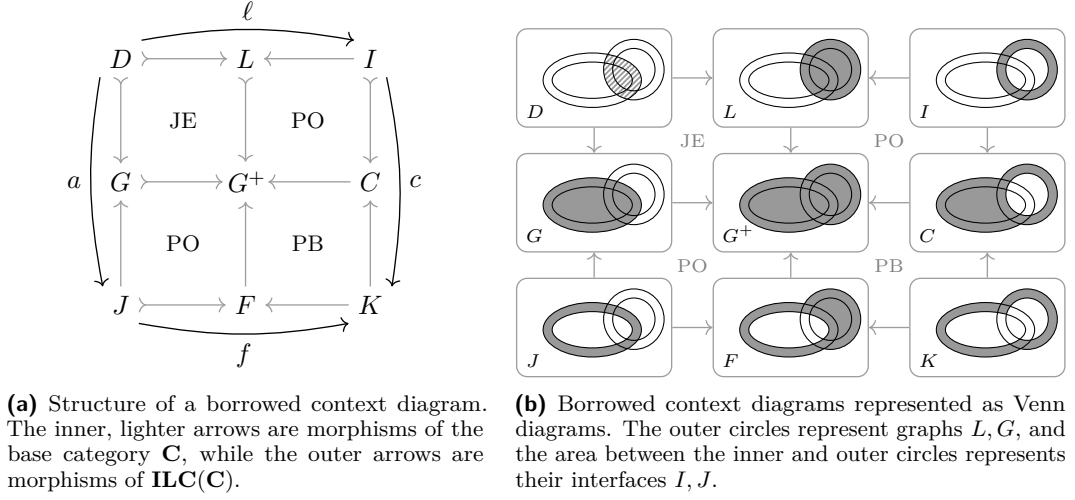 ℓ
D L I
JE PO
a G G⁺ C c
PO PB
J F K
f
D L I
JE PO
G G⁺ C
PO PB
J F K
(a) Structure of a borrowed context diagram.
The inner, lighter arrows are morphisms of the
base category C, while the outer arrows are
morphisms of ILC(C).
(b) Borrowed context diagrams represented as Venn
diagrams. The outer circles represent graphs L, G, and
the area between the inner and outer circles represents
their interfaces I, J.